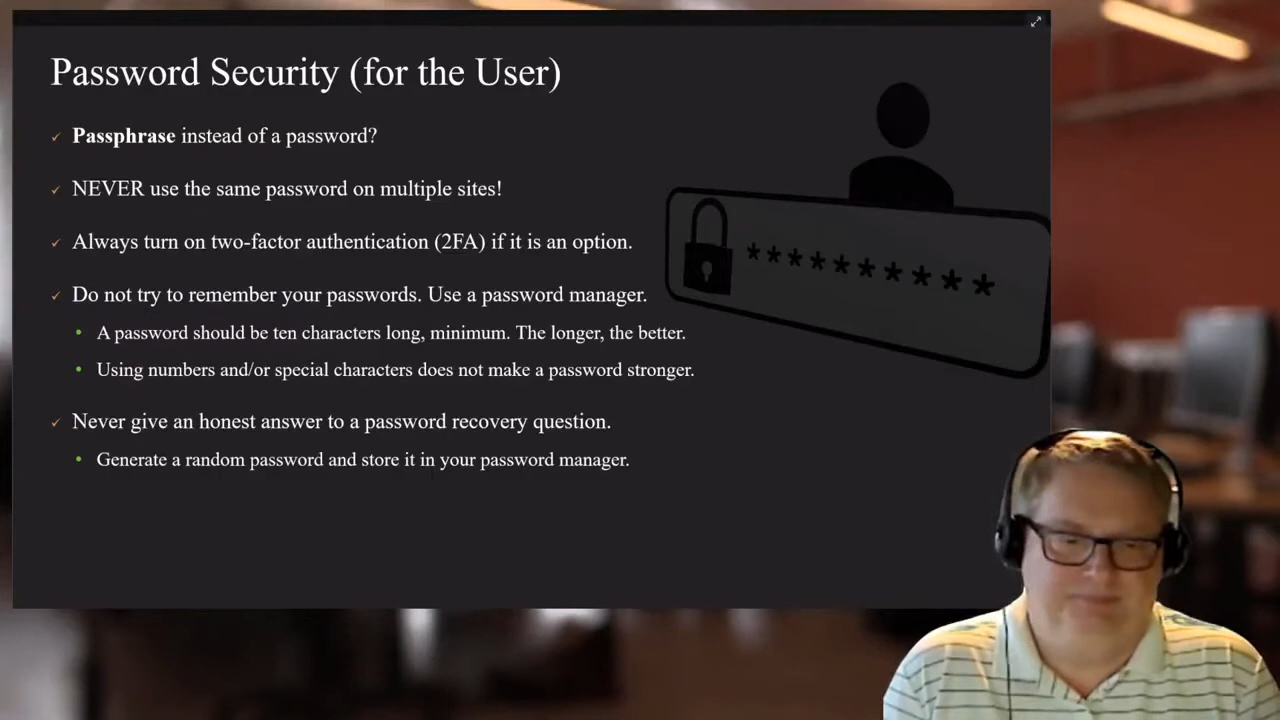 Password Security (for the User)
✓ Passphrase instead of a password?
✓ NEVER use the same password on multiple sites!
✓ Always turn on two-factor authentication (2FA) if it is an option.
✓ Do not try to remember your passwords. Use a password manager.
• A password should be ten characters long, minimum. The longer, the better.
• Using numbers and/or special characters does not make a password stronger.
✓ Never give an honest answer to a password recovery question.
• Generate a random password and store it in your password manager.
**********